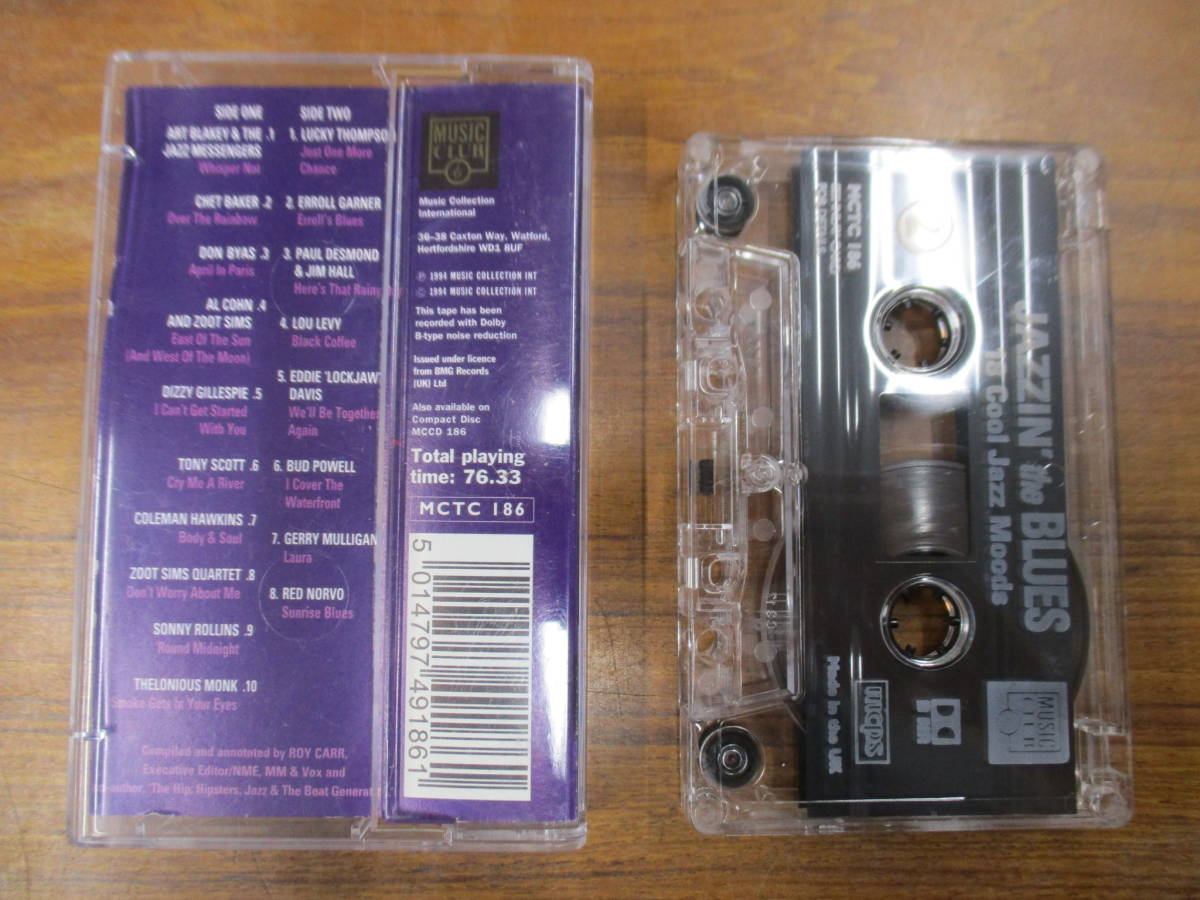 SIDE ONE
ART BLAKEY & THE .1
JAZZ MESSENGERS
Whisper Not
CHET BAKER .2
Over The Rainbow
DON BYAS .3
April In Paris
AL COHN .4
AND ZOOT SIMS
East Of The Sun
(And West Of The Moon)
DIZZY GILLESPIE .5
I Can't Get Started
With You
TONY SCOTT .6
Cry Me A River
COLEMAN HAWKINS .7
Body & Soul
ZOOT SIMS QUARTET .8
Don't Worry About Me
SONNY ROLLINS .9
'Round Midnight
THELONIOUS MONK .10
Smoke Gets In Your Eyes
SIDE TWO
1. LUCKY THOMPSON
Just One More
Chance
2. ERROLL GARNER
Erroll's Blues
3. PAUL DESMOND
& JIM HALL
Here's That Rainy Day
4. LOU LEVY
Black Coffee
5. EDDIE 'LOCKJAW'
DAVIS
We'll Be Together
Again
6. BUD POWELL
I Cover The
Waterfront
7. GERRY MULLIGAN
Laura
8. RED NORVO
Sunrise Blues
Compiled and annotated by ROY CARR,
Executive Editor/NME, MM & Vox and
co-author, 'The Hip: Hipsters, Jazz & The Beat Generation'
MUSIC
CLUB
Music Collection
International
36–38 Caxton Way, Watford,
Hertfordshire WD1 8UF
℗ 1994 MUSIC COLLECTION INT
© 1994 MUSIC COLLECTION INT
This tape has been
recorded with Dolby
B-type noise reduction
Issued under licence
from BMG Records
(UK) Ltd
Also available on
Compact Disc
MCCD 186
Total playing
time: 76.33
MCTC 186
5 014797 491861
MCTC 186
JAZZIN' the BLUES
18 Cool Jazz Moods
Made in the UK
mcps
MUSIC
CLUB